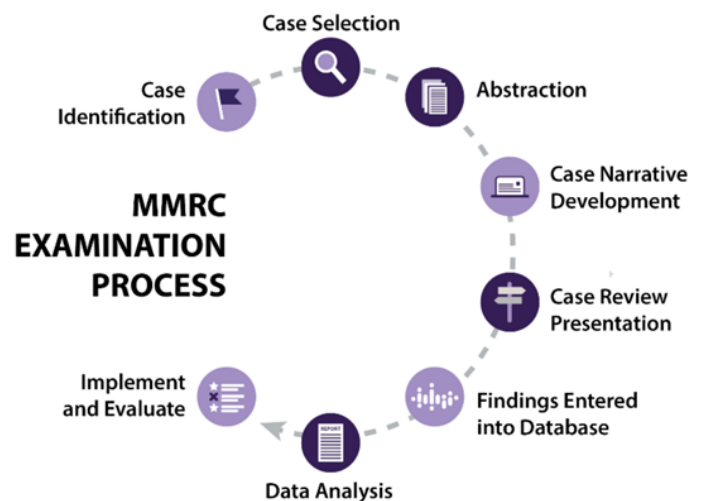 Case Selection
Case
Identification
Abstraction
Case Narrative
Development
MMRC
EXAMINATION
PROCESS
Case Review
Presentation
Findings Entered
into Database
REPORT
Data Analysis
Implement
and Evaluate